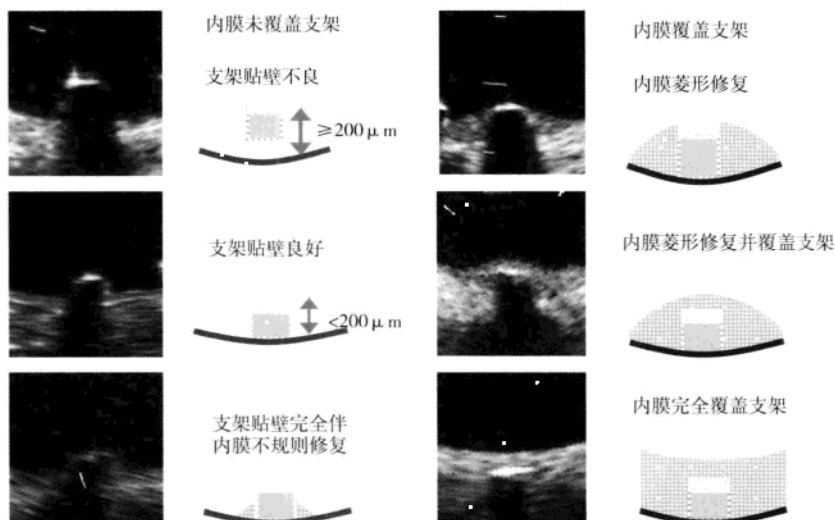 内膜未覆盖支架
支架贴壁不良
≥200μm
支架贴壁良好
<200μm
支架贴壁完全伴
内膜不规则修复
内膜覆盖支架
内膜菱形修复
内膜菱形修复并覆盖支架
内膜完全覆盖支架